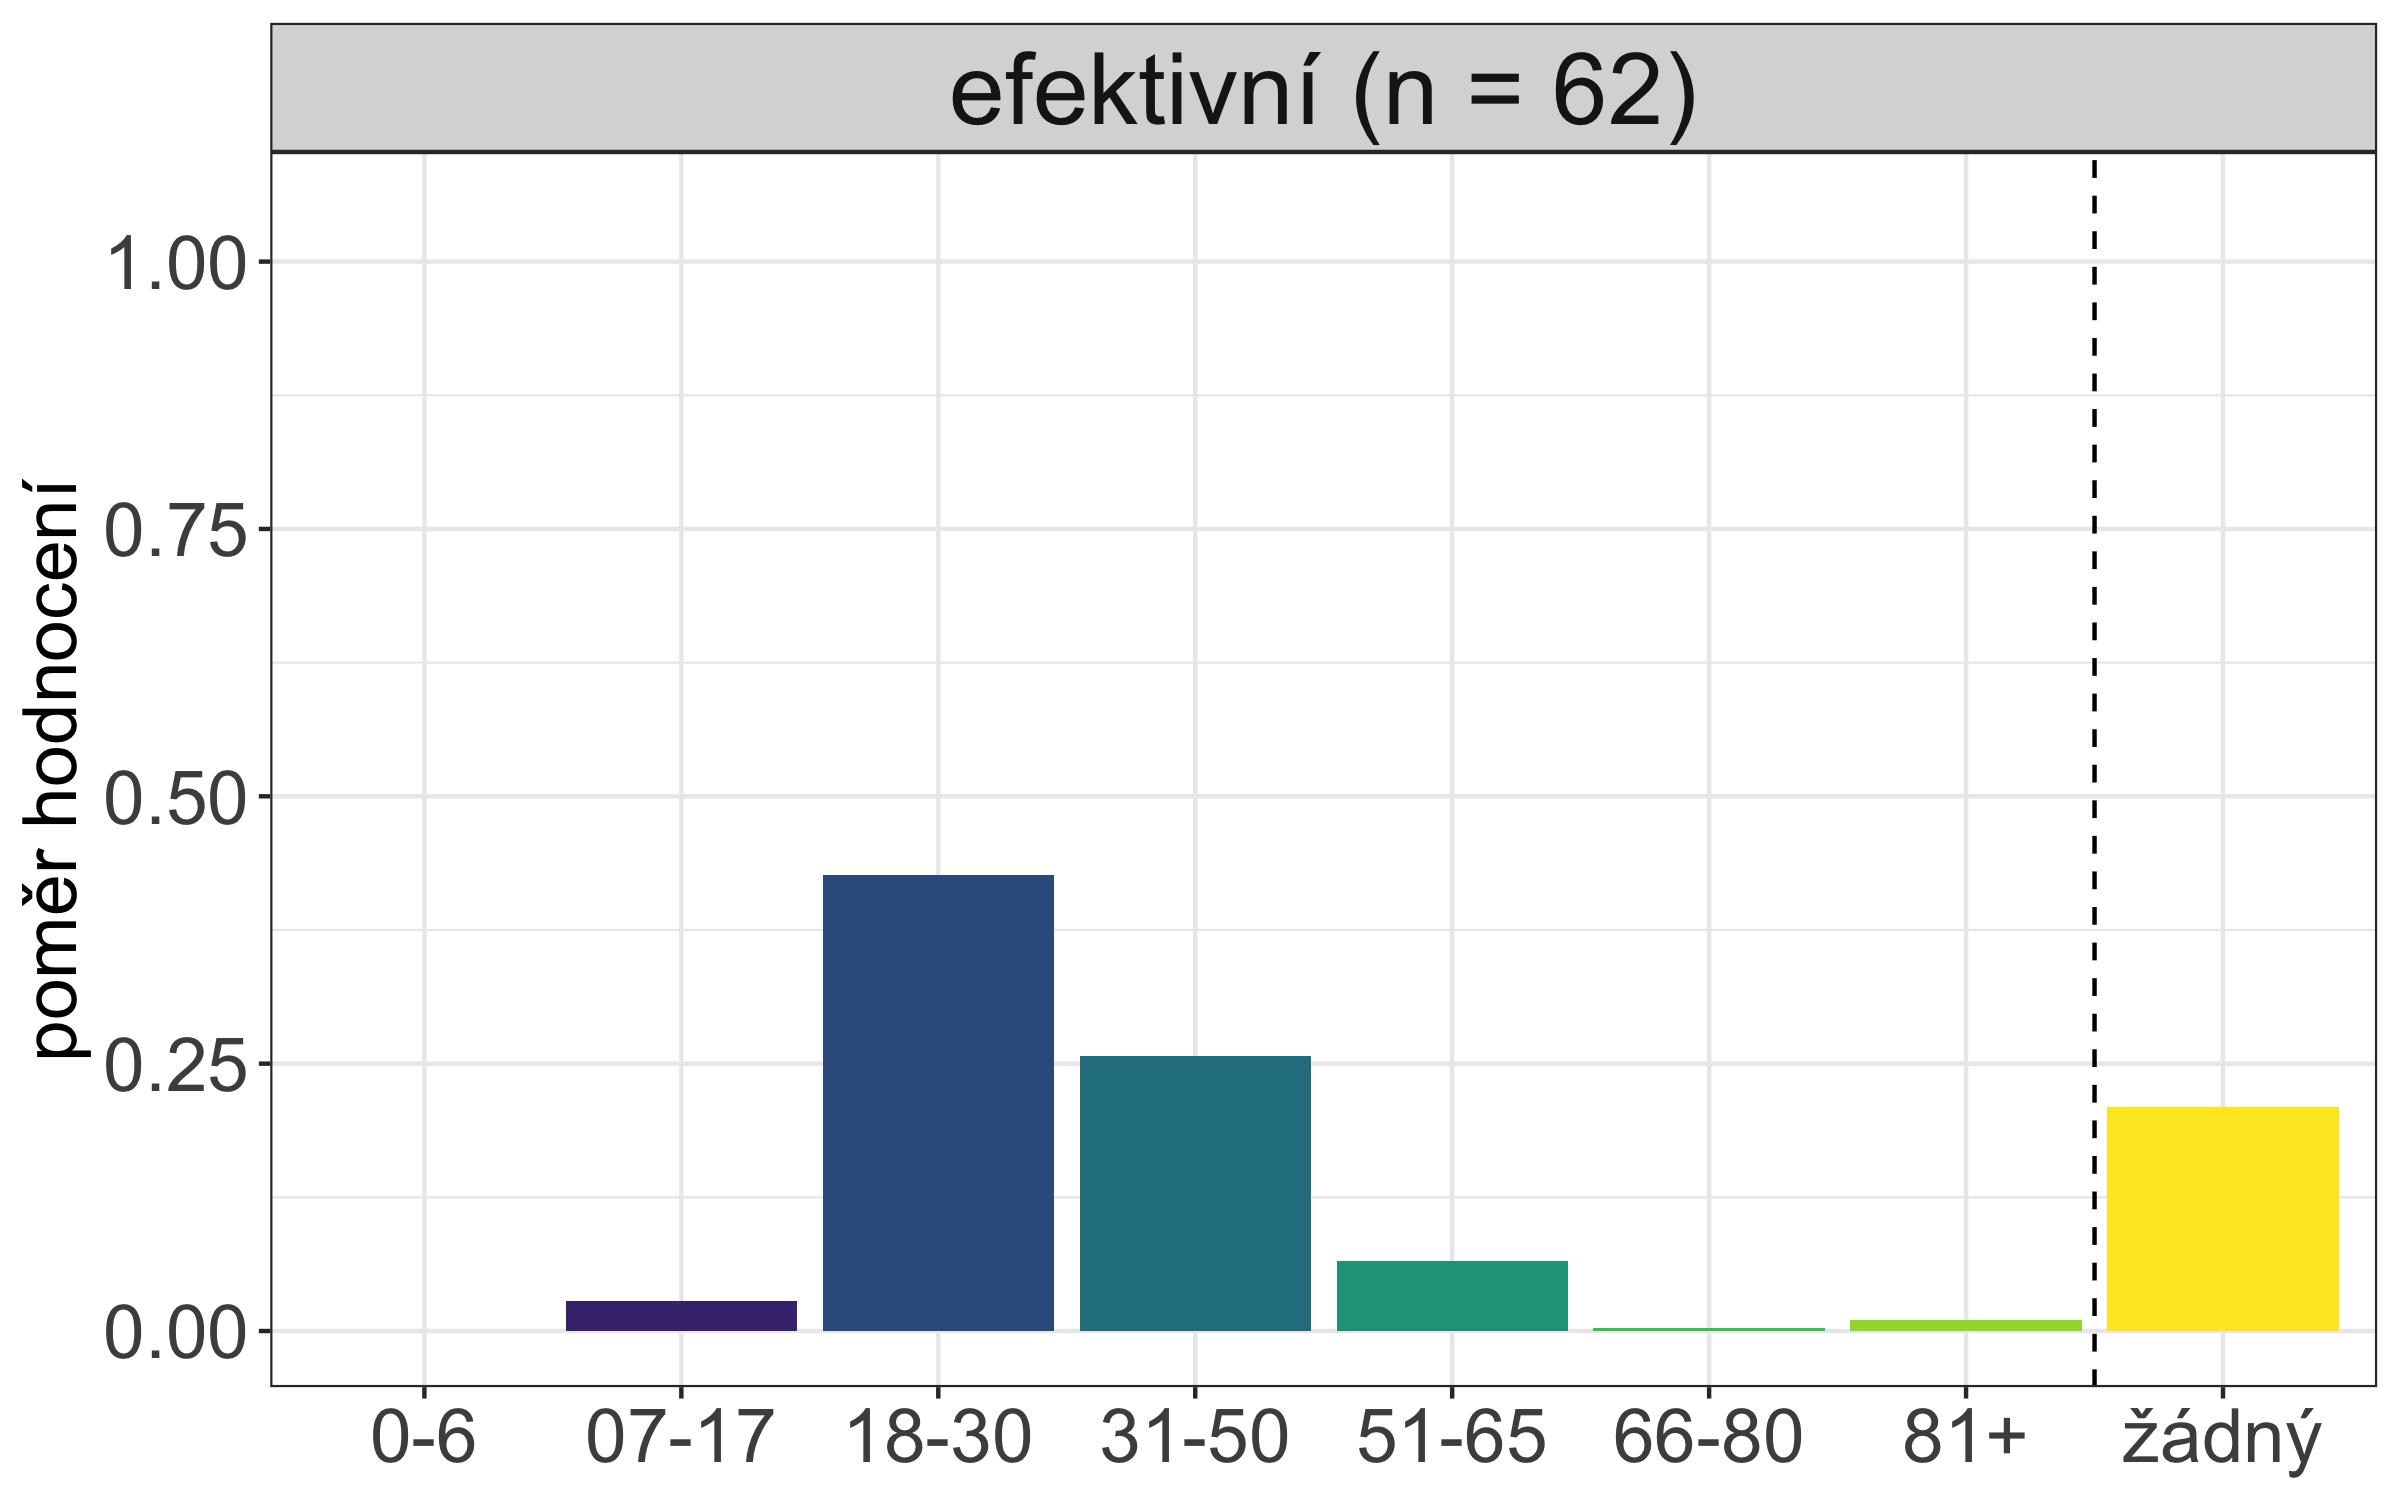 efektivní (n = 62)
poměr hodnocení
1.00
0.75
0.50
0.25
0.00
0-6 07-17 18-30 31-50 51-65 66-80 81+ žádný